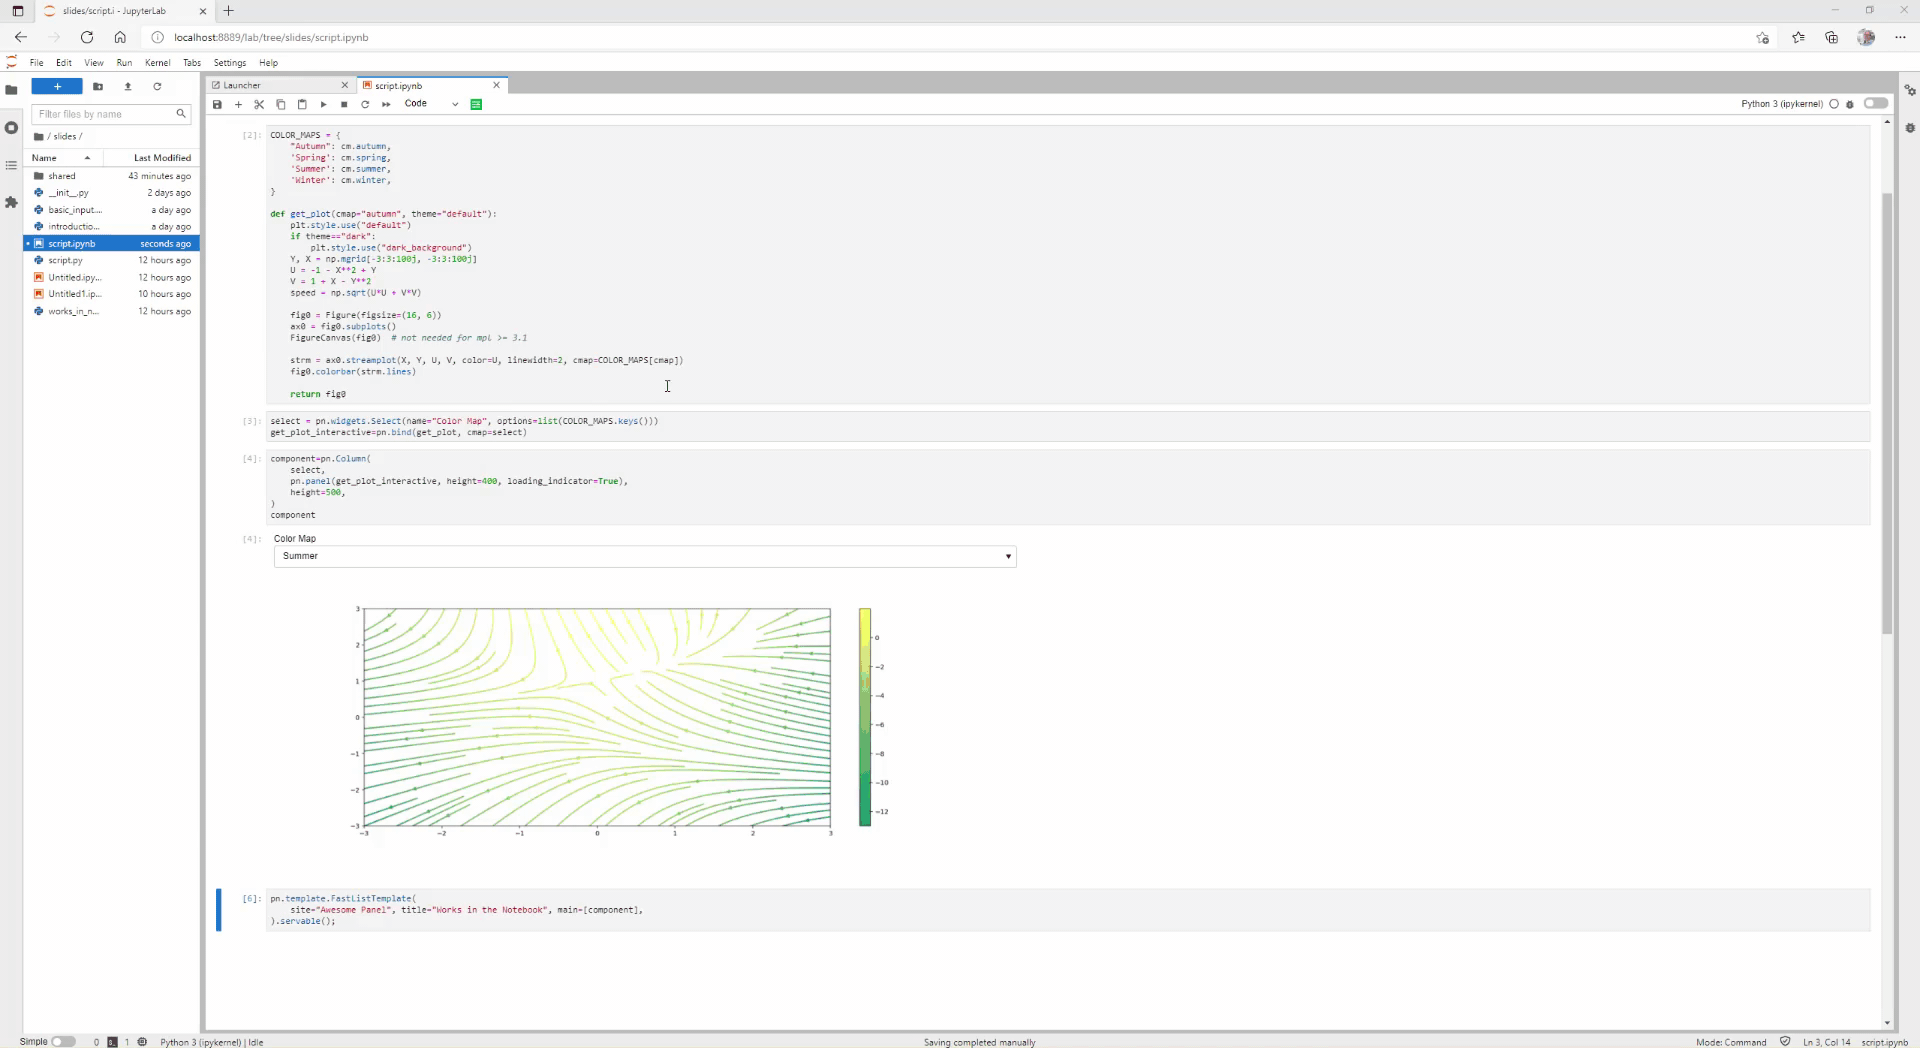 slides/script.i - JupyterLab
localhost:8889/lab/tree/slides/script.ipynb
File Edit View Run Kernel Tabs Settings Help
Launcher
script.ipynb
Filter files by name
Code
Python 3 (ipykernel)
/ slides /
Name Last Modified
shared 43 minutes ago
__init__.py 2 days ago
basic_input.... a day ago
introductio... a day ago
script.ipynb seconds ago
script.py 12 hours ago
Untitled.ipy... 12 hours ago
Untitled1.ip... 10 hours ago
works_in_n... 12 hours ago
[2]: COLOR_MAPS = {
"Autumn": cm.autumn,
'Spring': cm.spring,
'Summer': cm.summer,
'Winter': cm.winter,
}
def get_plot(cmap="autumn", theme="default"):
plt.style.use("default")
if theme=="dark":
plt.style.use("dark_background")
Y, X = np.mgrid[-3:3:100j, -3:3:100j]
U = -1 - X**2 + Y
V = 1 + X - Y**2
speed = np.sqrt(U*U + V*V)
fig0 = Figure(figsize=(16, 6))
ax0 = fig0.subplots()
FigureCanvas(fig0) # not needed for mpl >= 3.1
strm = ax0.streamplot(X, Y, U, V, color=U, linewidth=2, cmap=COLOR_MAPS[cmap])
fig0.colorbar(strm.lines)
return fig0
[3]: select = pn.widgets.Select(name="Color Map", options=list(COLOR_MAPS.keys()))
get_plot_interactive=pn.bind(get_plot, cmap=select)
[4]: component=pn.Column(
select,
pn.panel(get_plot_interactive, height=400, loading_indicator=True),
height=500,
)
component
[4]: Color Map
Summer
3
2
1
0
−1
−2
−3
−3 −2 −1 0 1 2 3
0
−2
−4
−6
−8
−10
−12
[6]: pn.template.FastListTemplate(
site="Awesome Panel", title="Works in the Notebook", main=[component],
).servable();
Simple 0 1 Python 3 (ipykernel) | Idle Saving completed manually Mode: Command Ln 3, Col 14 script.ipynb